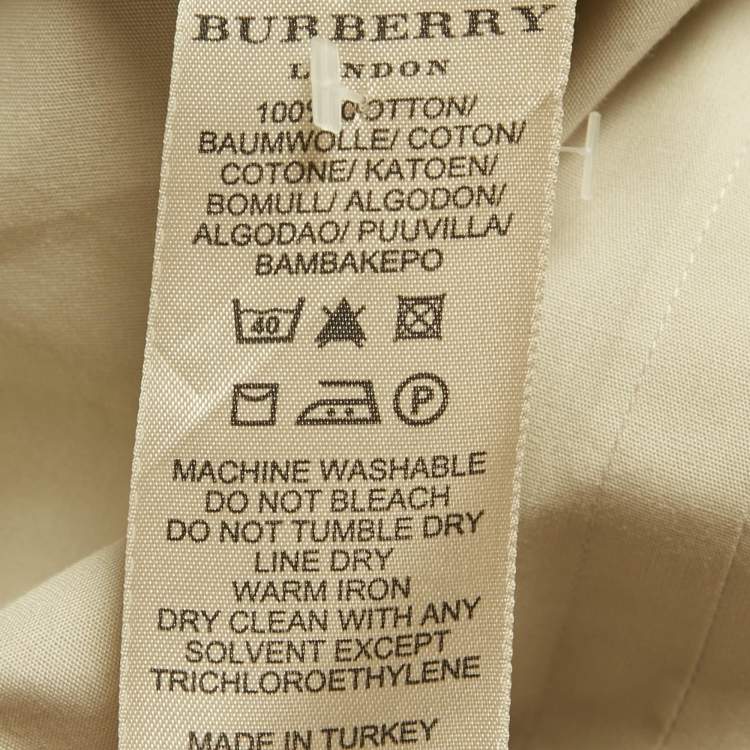 BURBERRY
LONDON
100% COTTON/
BAUMWOLLE/ COTON/
COTONE/ KATOEN/
BOMULL/ ALGODON/
ALGODAO/ PUUVILLA/
BAMBAKEPO
40
P
MACHINE WASHABLE
DO NOT BLEACH
DO NOT TUMBLE DRY
LINE DRY
WARM IRON
DRY CLEAN WITH ANY
SOLVENT EXCEPT
TRICHLOROETHYLENE
MADE IN TURKEY